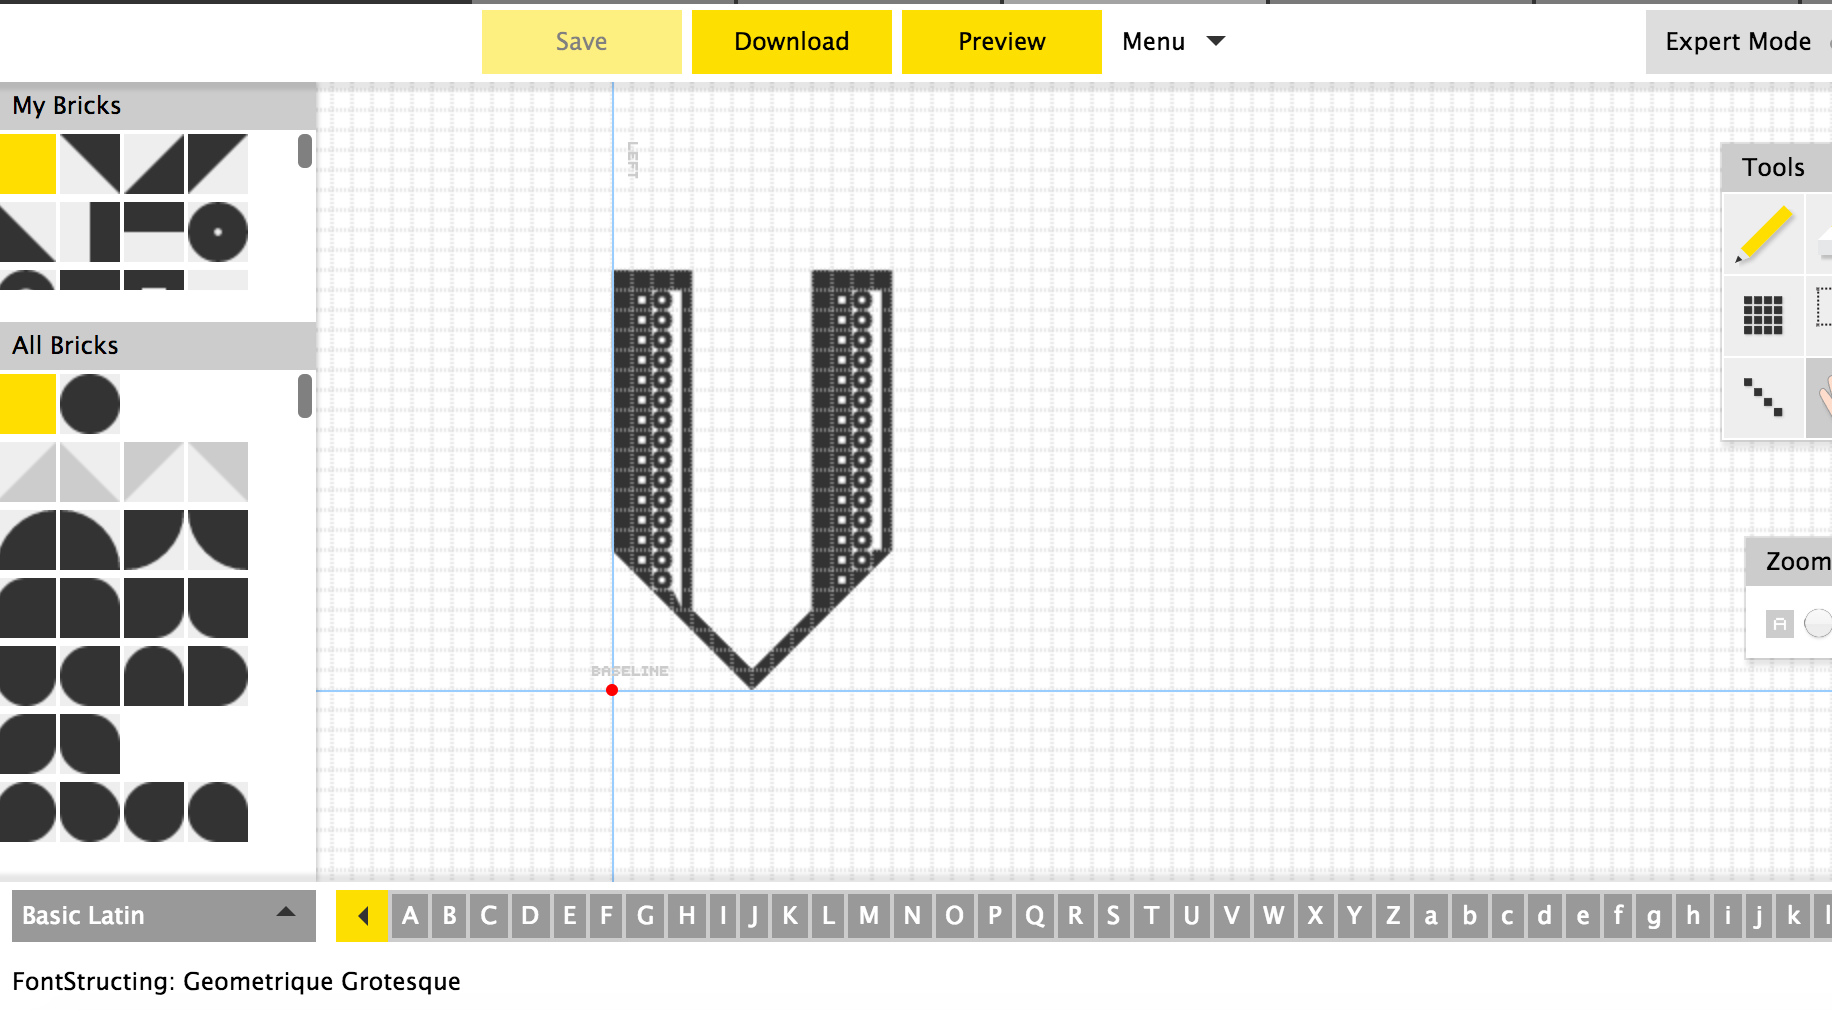 Save
Download
Preview
Menu
Expert Mode
My Bricks
LEFT
Tools
All Bricks
Zoom
A
BASELINE
Basic Latin
A B C D E F G H I J K L M N O P Q R S T U V W X Y Z a b c d e f g h i j k l
FontStructing: Geometrique Grotesque